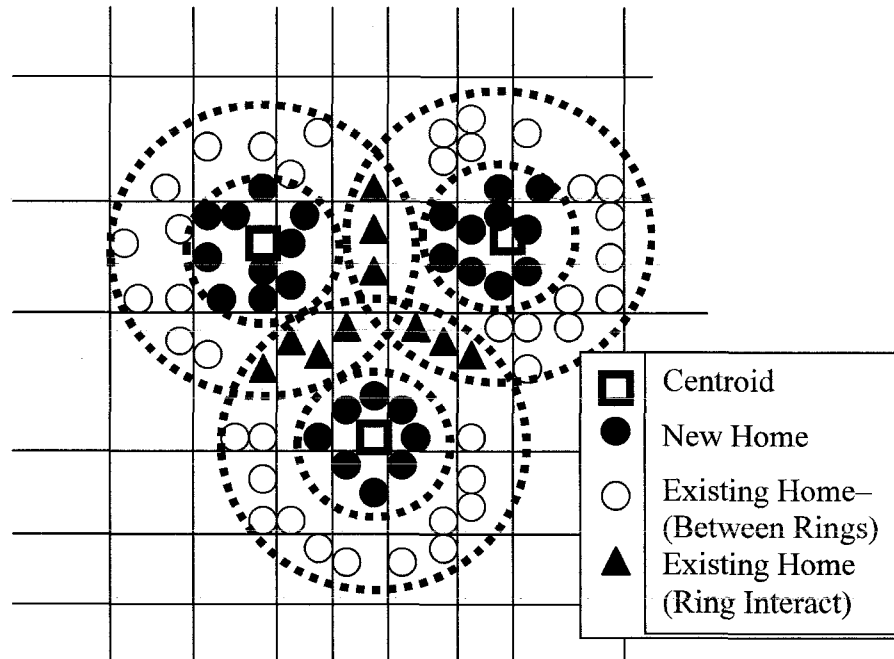 Centroid
New Home
Existing Home–
(Between Rings)
Existing Home
(Ring Interact)